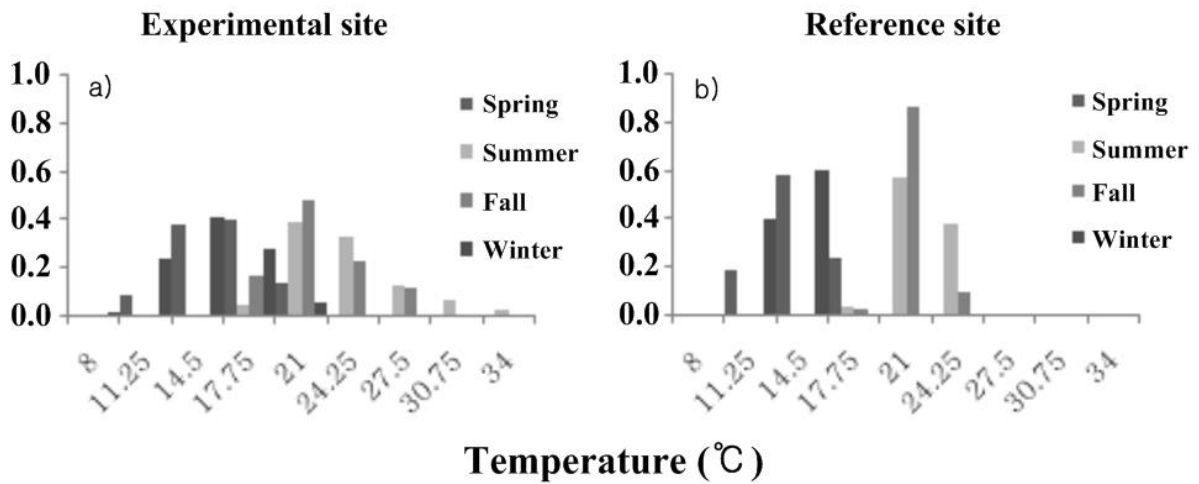 Experimental site
Reference site
a)
1.0
0.8
0.6
0.4
0.2
0.0
Spring
Summer
Fall
Winter
8
11.25
14.5
17.75
21
24.25
27.5
30.75
34
b)
1.0
0.8
0.6
0.4
0.2
0.0
Spring
Summer
Fall
Winter
8
11.25
14.5
17.75
21
24.25
27.5
30.75
34
Temperature (℃)